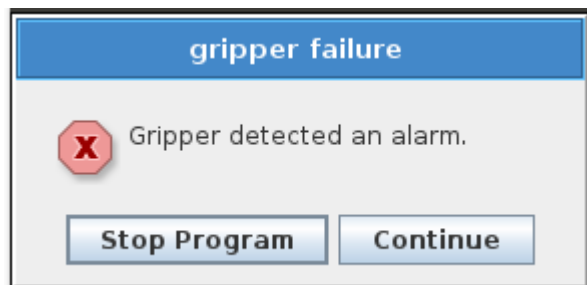 gripper failure
Gripper detected an alarm.
Stop Program
Continue